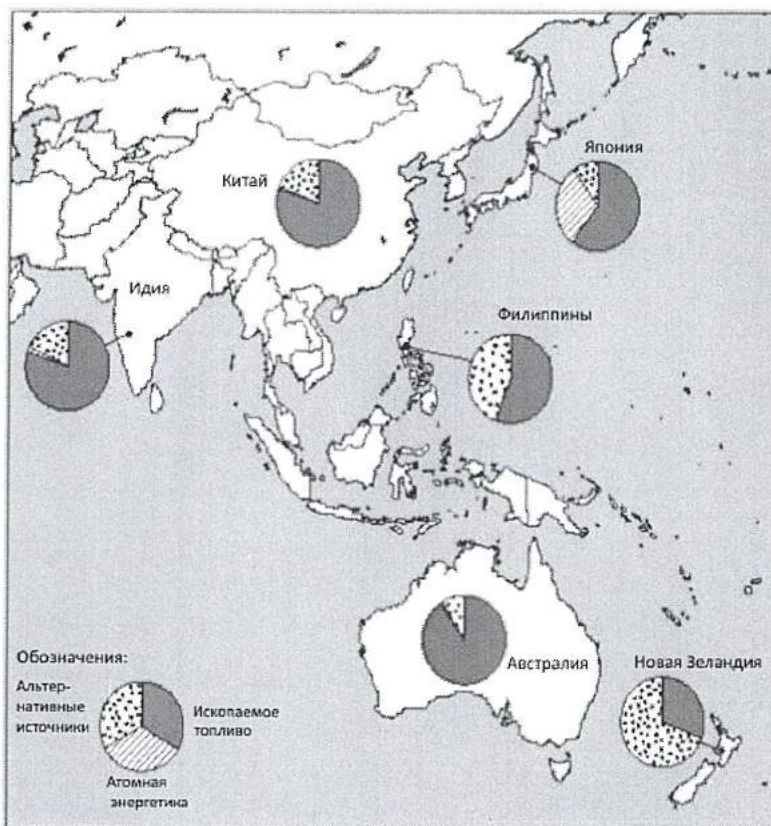 Япония
Китай
Идия
Филиппины
Австралия
Новая Зеландия
Обозначения:
Альтер-
нативные
источники
Ископаемое
топливо
Атомная
энергетика